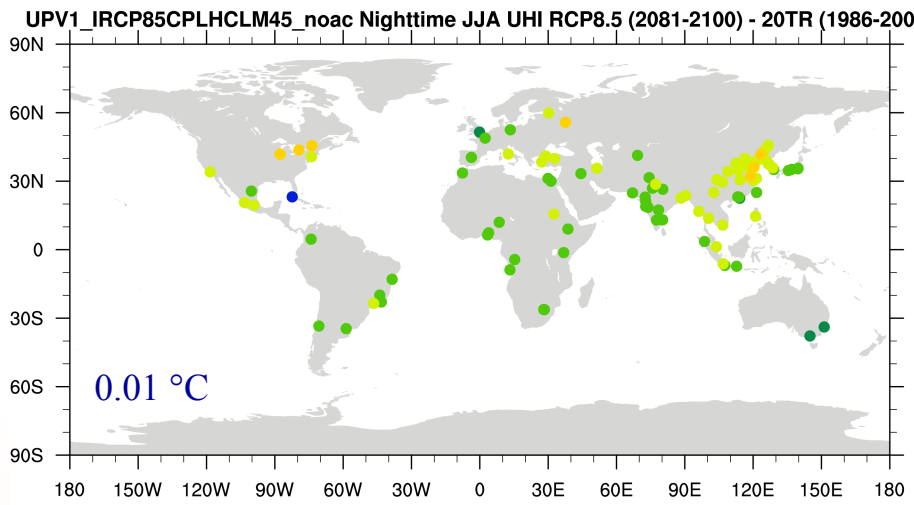 UPV1_IRCP85CPLHCLM45_noac Nighttime JJA UHI RCP8.5 (2081-2100) - 20TR (1986-200
90N
60N
30N
0
30S
60S
90S
0.01 °C
180 150W 120W 90W 60W 30W 0 30E 60E 90E 120E 150E 180